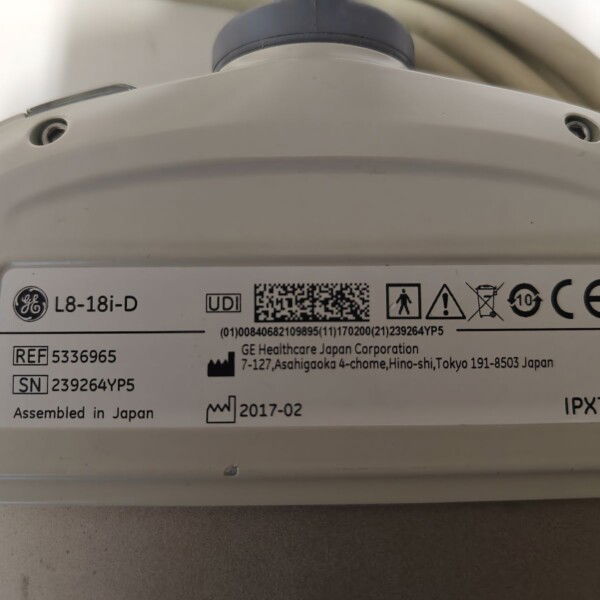 GE L8-18i-D
UDI
10
CE
(01)00840682109895(11)170200(21)239264YP5
REF 5336965
SN 239264YP5
Assembled in Japan
GE Healthcare Japan Corporation
7-127,Asahigaoka 4-chome,Hino-shi,Tokyo 191-8503 Japan
2017-02
IPX7